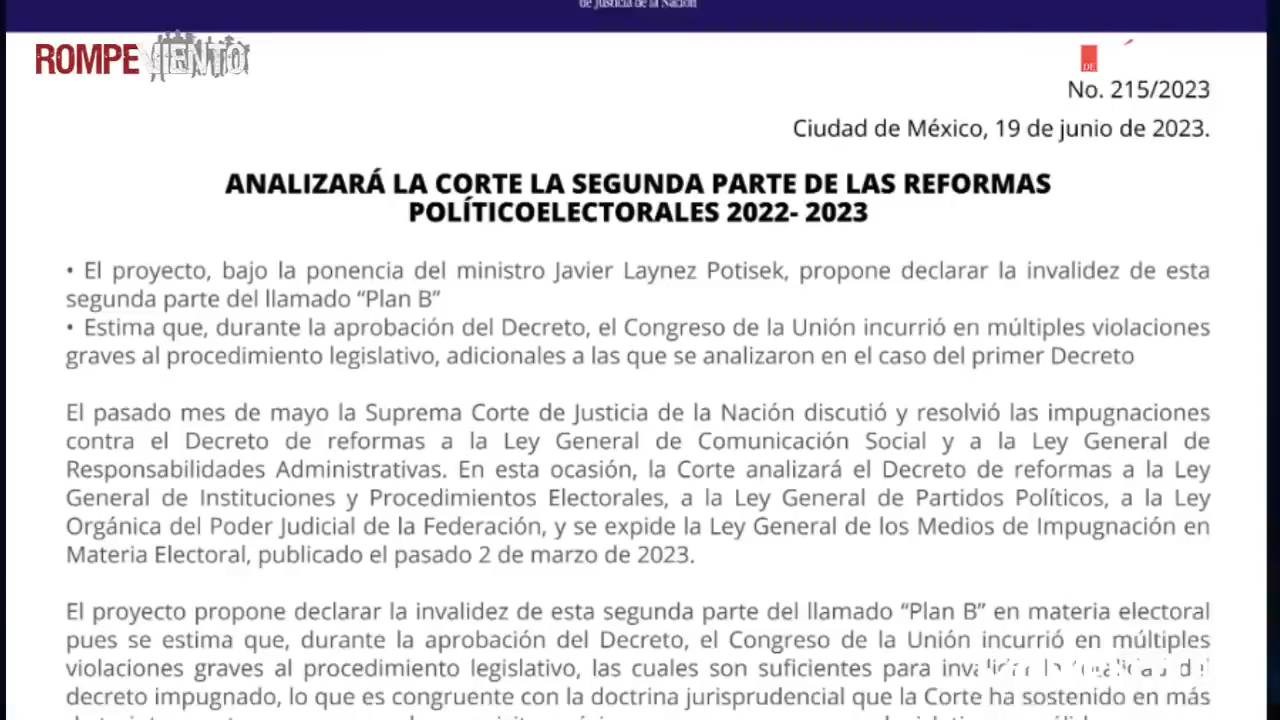 de Justicia de la Nación
ROMPEVIENTO
DE
No. 215/2023
Ciudad de México, 19 de junio de 2023.
ANALIZARÁ LA CORTE LA SEGUNDA PARTE DE LAS REFORMAS
POLÍTICOELECTORALES 2022- 2023
• El proyecto, bajo la ponencia del ministro Javier Laynez Potisek, propone declarar la invalidez de esta
segunda parte del llamado “Plan B”
• Estima que, durante la aprobación del Decreto, el Congreso de la Unión incurrió en múltiples violaciones
graves al procedimiento legislativo, adicionales a las que se analizaron en el caso del primer Decreto
El pasado mes de mayo la Suprema Corte de Justicia de la Nación discutió y resolvió las impugnaciones
contra el Decreto de reformas a la Ley General de Comunicación Social y a la Ley General de
Responsabilidades Administrativas. En esta ocasión, la Corte analizará el Decreto de reformas a la Ley
General de Instituciones y Procedimientos Electorales, a la Ley General de Partidos Políticos, a la Ley
Orgánica del Poder Judicial de la Federación, y se expide la Ley General de los Medios de Impugnación en
Materia Electoral, publicado el pasado 2 de marzo de 2023.
El proyecto propone declarar la invalidez de esta segunda parte del llamado “Plan B” en materia electoral
pues se estima que, durante la aprobación del Decreto, el Congreso de la Unión incurrió en múltiples
violaciones graves al procedimiento legislativo, las cuales son suficientes para
decreto impugnado, lo que es congruente con la doctrina jurisprudencial que la Corte ha sostenido en más